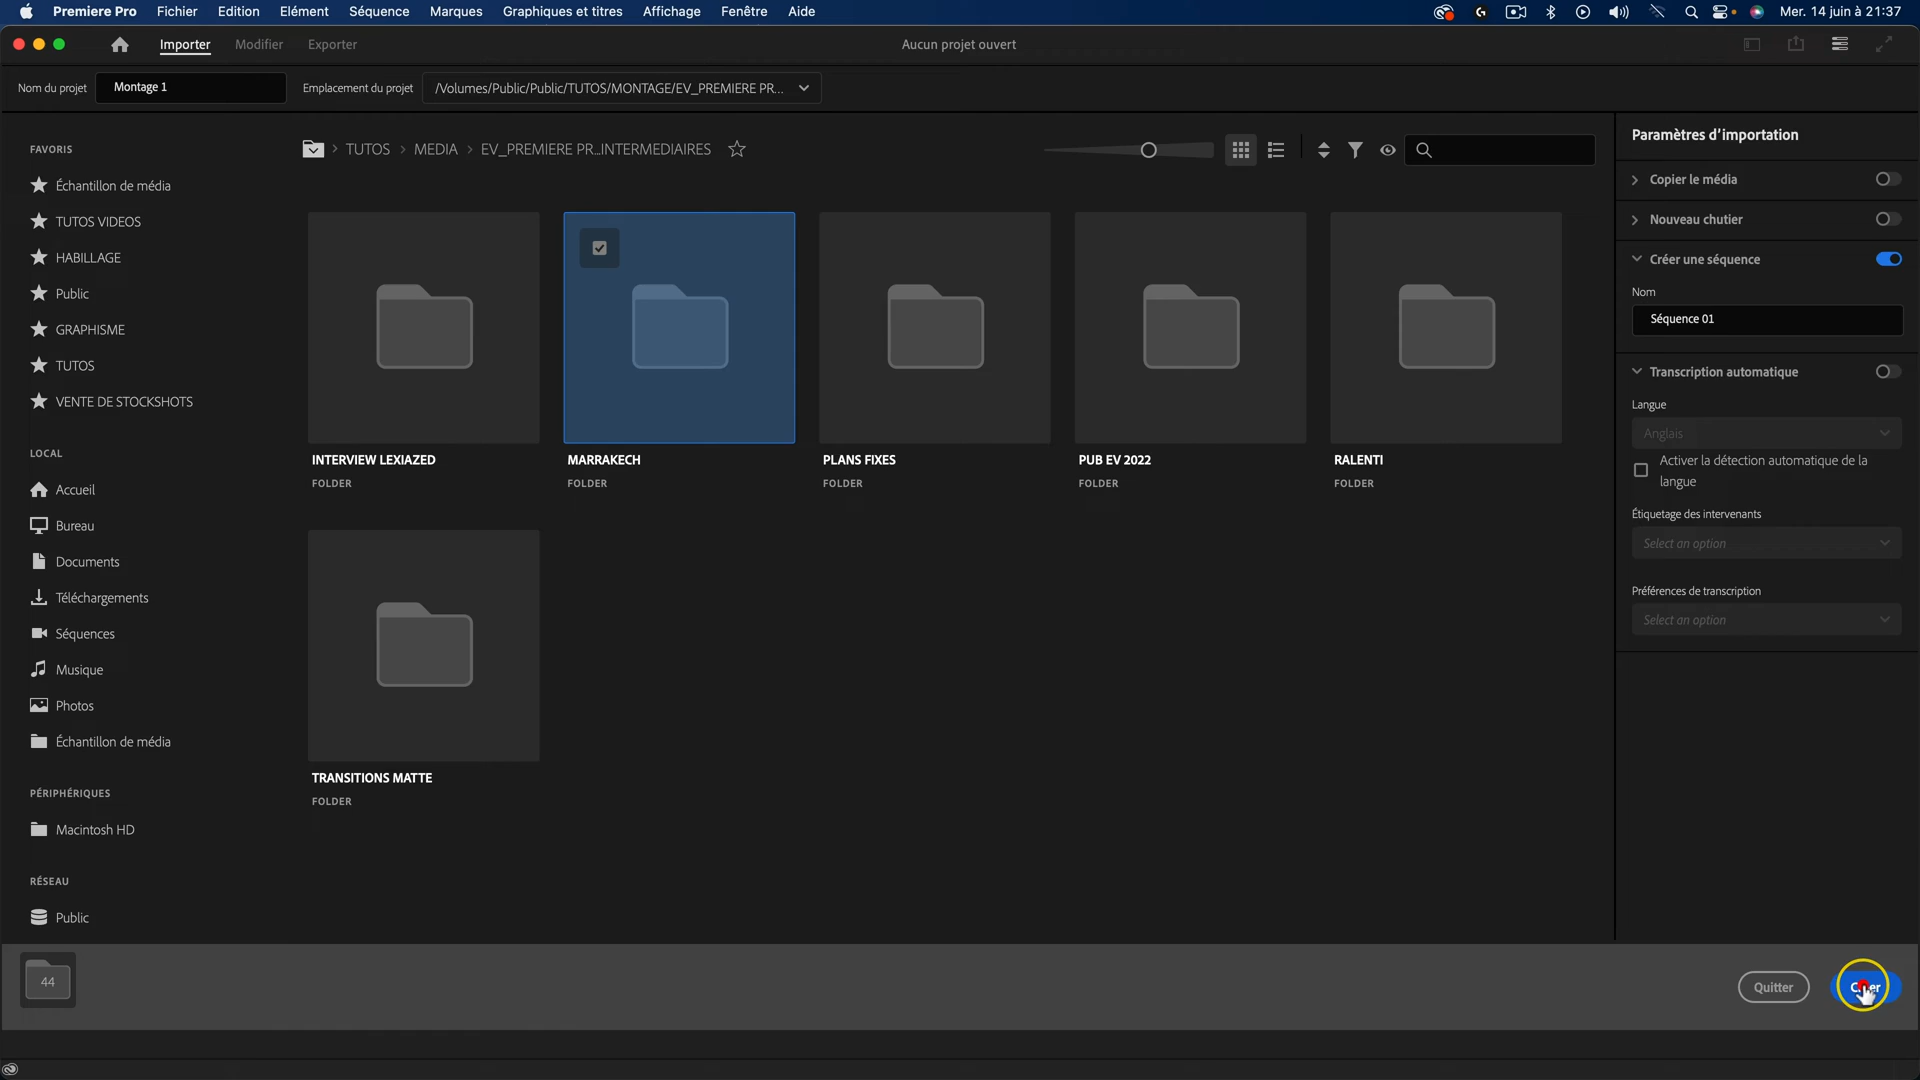 Premiere Pro Fichier Edition Elément Séquence Marques Graphiques et titres Affichage Fenêtre Aide Mer. 14 juin à 21:37
Importer Modifier Exporter Aucun projet ouvert
Nom du projet Montage 1 Emplacement du projet /Volumes/Public/Public/TUTOS/MONTAGE/EV_PREMIERE PR...
FAVORIS
Échantillon de média
TUTOS VIDEOS
HABILLAGE
Public
GRAPHISME
TUTOS
VENTE DE STOCKSHOTS
LOCAL
Accueil
Bureau
Documents
Téléchargements
Séquences
Musique
Photos
Échantillon de média
PÉRIPHÉRIQUES
Macintosh HD
RÉSEAU
Public
TUTOS MEDIA EV_PREMIERE PR...INTERMEDIAIRES
INTERVIEW LEXIAZED
FOLDER
MARRAKECH
FOLDER
PLANS FIXES
FOLDER
PUB EV 2022
FOLDER
RALENTI
FOLDER
TRANSITIONS MATTE
FOLDER
Paramètres d'importation
Copier le média
Nouveau chutier
Créer une séquence
Nom
Séquence 01
Transcription automatique
Langue
Anglais
Activer la détection automatique de la
langue
Étiquetage des intervenants
Select an option
Préférences de transcription
Select an option
44
Quitter